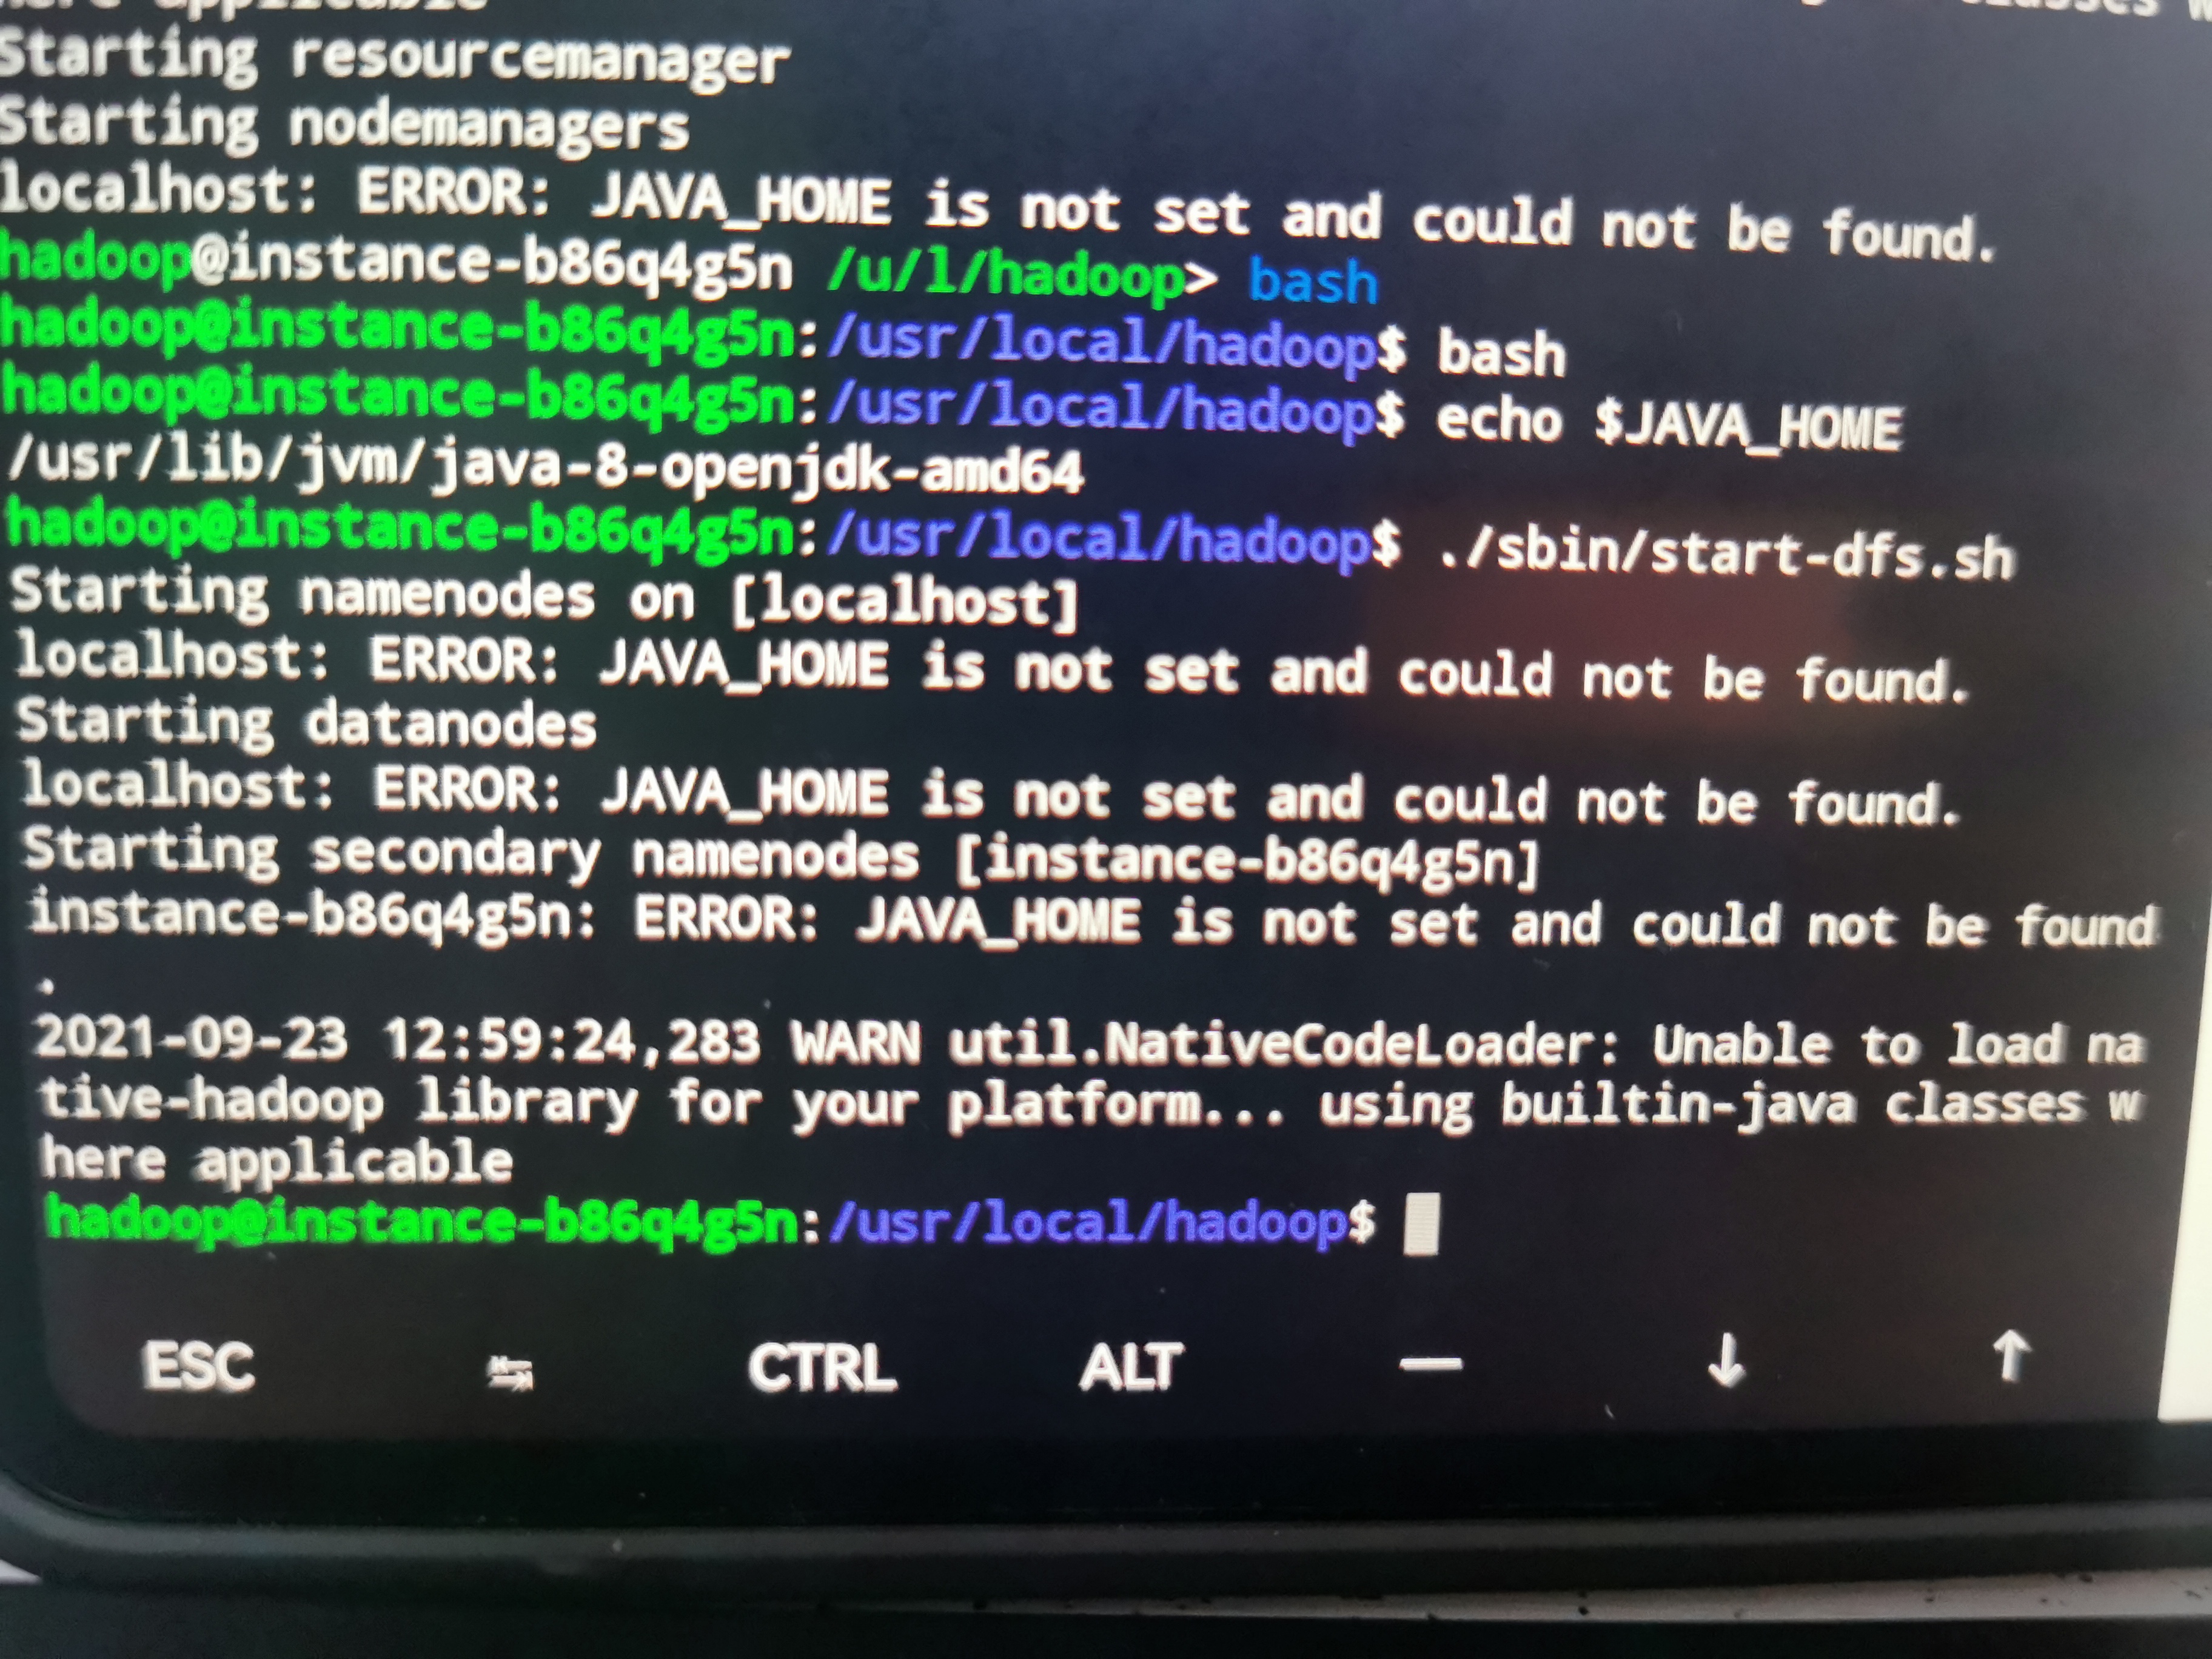 here applicable
Starting resourcemanager
Starting nodemanagers
localhost: ERROR: JAVA_HOME is not set and could not be found.
hadoop@instance-b86q4g5n /u/l/hadoop> bash
hadoop@instance-b86q4g5n:/usr/local/hadoop$ bash
hadoop@instance-b86q4g5n:/usr/local/hadoop$ echo $JAVA_HOME
/usr/lib/jvm/java-8-openjdk-amd64
hadoop@instance-b86q4g5n:/usr/local/hadoop$ ./sbin/start-dfs.sh
Starting namenodes on [localhost]
localhost: ERROR: JAVA_HOME is not set and could not be found.
Starting datanodes
localhost: ERROR: JAVA_HOME is not set and could not be found.
Starting secondary namenodes [instance-b86q4g5n]
instance-b86q4g5n: ERROR: JAVA_HOME is not set and could not be found
.
2021-09-23 12:59:24,283 WARN util.NativeCodeLoader: Unable to load na
tive-hadoop library for your platform... using builtin-java classes w
here applicable
hadoop@instance-b86q4g5n:/usr/local/hadoop$
ESC ↹ CTRL ALT — ↓ ↑